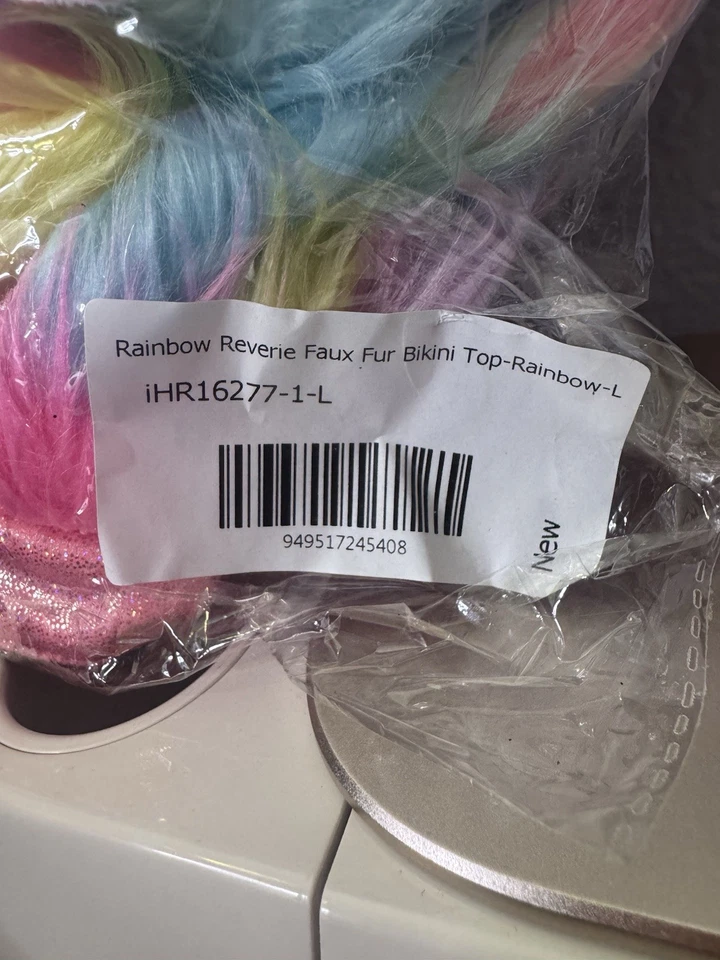 Rainbow Reverie Faux Fur Bikini Top-Rainbow-L
iHR16277-1-L
949517245408
New